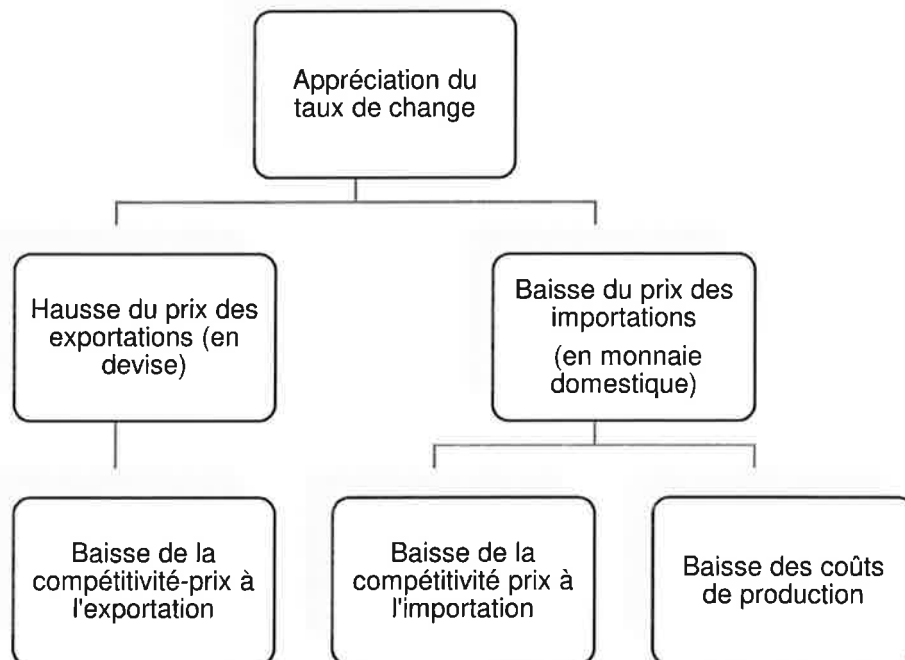 Appréciation du
taux de change
Hausse du prix des
exportations (en
devise)
Baisse du prix des
importations
(en monnaie
domestique)
Baisse de la
compétitivité-prix à
l'exportation
Baisse de la
compétitivité prix à
l'importation
Baisse des coûts
de production